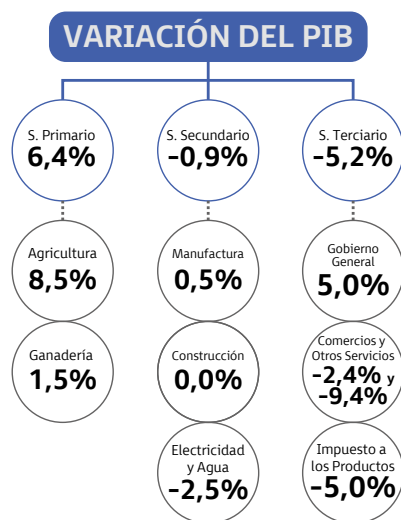 VARIACIÓN DEL PIB
S. Primario
6,4%
S. Secundario
-0,9%
S. Terciario
-5,2%
Agricultura
8,5%
Manufactura
0,5%
Gobierno
General
5,0%
Ganadería
1,5%
Construcción
0,0%
Comercios y
Otros Servicios
-2,4% y
-9,4%
Electricidad
y Agua
-2,5%
Impuesto a
los Productos
-5,0%